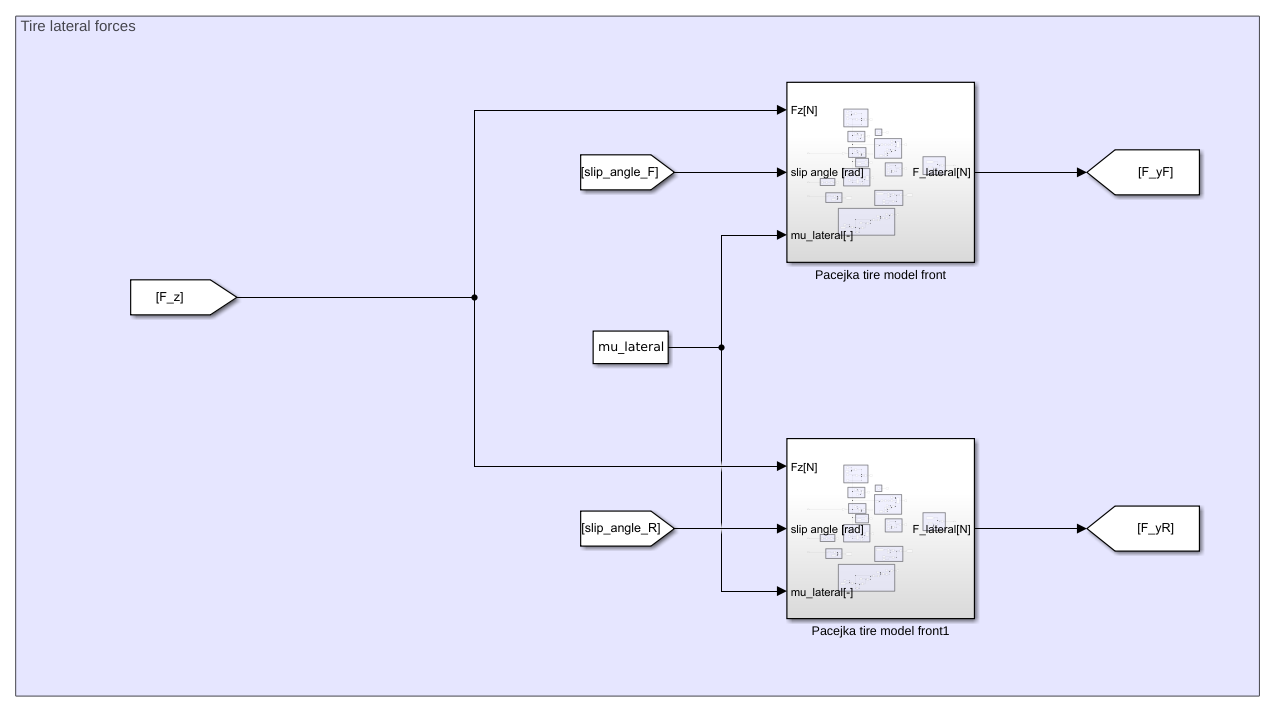 Tire lateral forces
Fz[N]
[slip_angle_F]
slip angle [rad]
F_lateral[N]
[F_yF]
mu_lateral[-]
Pacejka tire model front
[F_z]
mu_lateral
Fz[N]
[slip_angle_R]
slip angle [rad]
F_lateral[N]
[F_yR]
mu_lateral[-]
Pacejka tire model front1